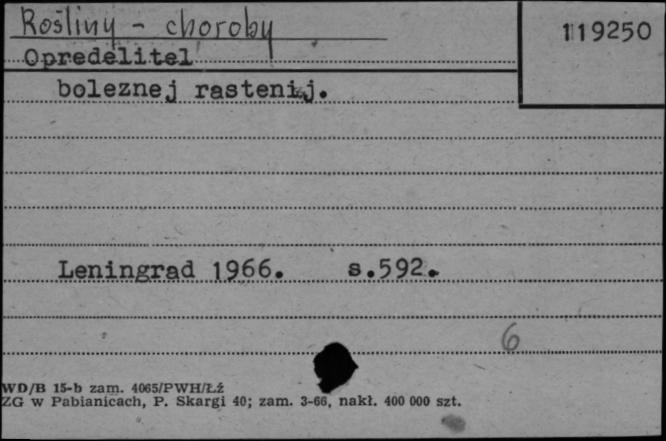 Rośliny - choroby
119250
Opredelitel
boleznej rastenij.
Leningrad 1966. s.592.
6
WD/B 15-b zam. 4065/PWH/Łź
ZG w Pabianicach, P. Skargi 40; zam. 3-66, nakł. 400 000 szt.